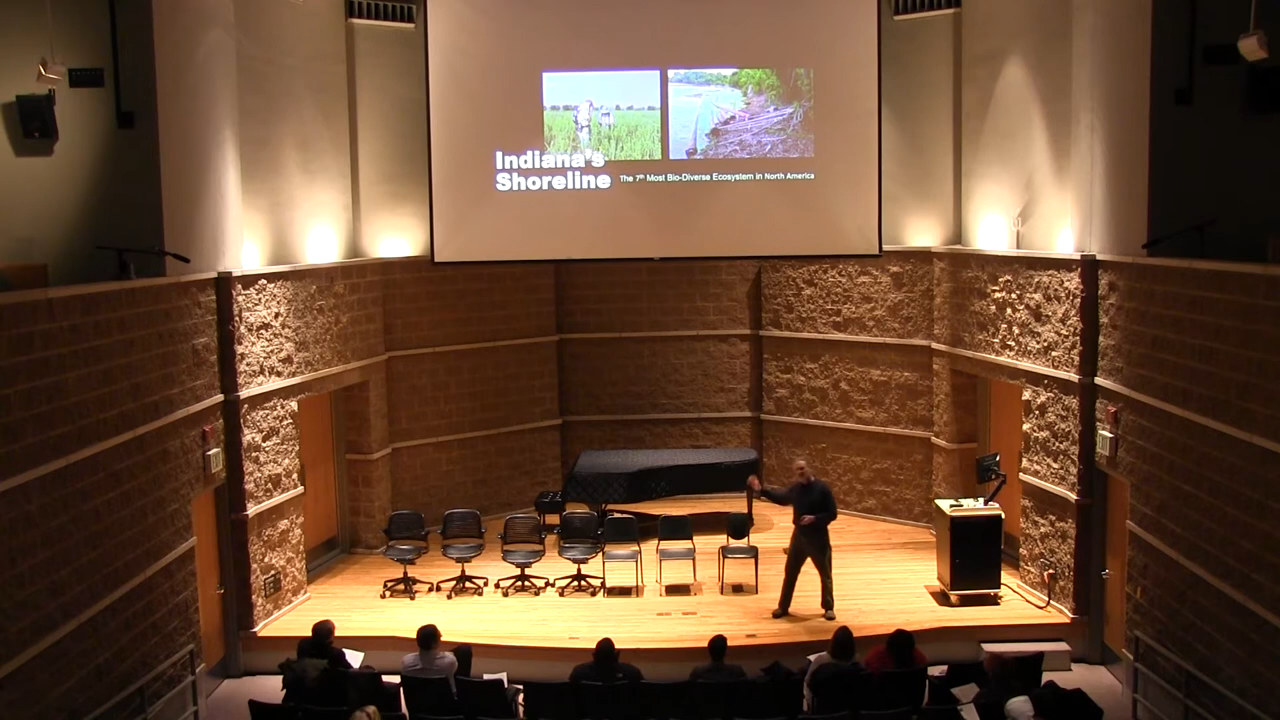 Indiana's
Shoreline
The 7th Most Bio-Diverse Ecosystem in North America